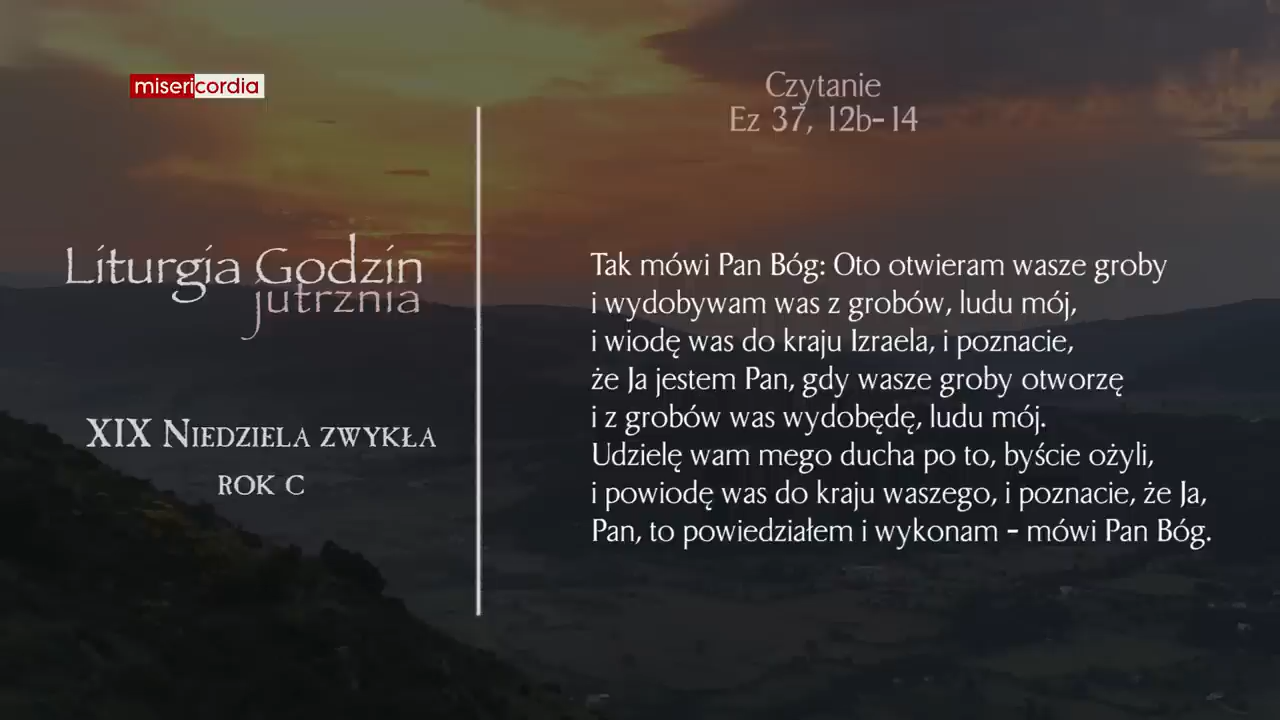 misericordia
Liturgia Godzin
jutrznia
XIX Niedziela zwykła
rok C
Czytanie
Ez 37, 12b-14
Tak mówi Pan Bóg: Oto otwieram wasze groby
i wydobywam was z grobów, ludu mój,
i wiodę was do kraju Izraela, i poznacie,
że Ja jestem Pan, gdy wasze groby otworzę
i z grobów was wydobędę, ludu mój.
Udzielę wam mego ducha po to, byście ożyli,
i powiodę was do kraju waszego, i poznacie, że Ja,
Pan, to powiedziałem i wykonam - mówi Pan Bóg.